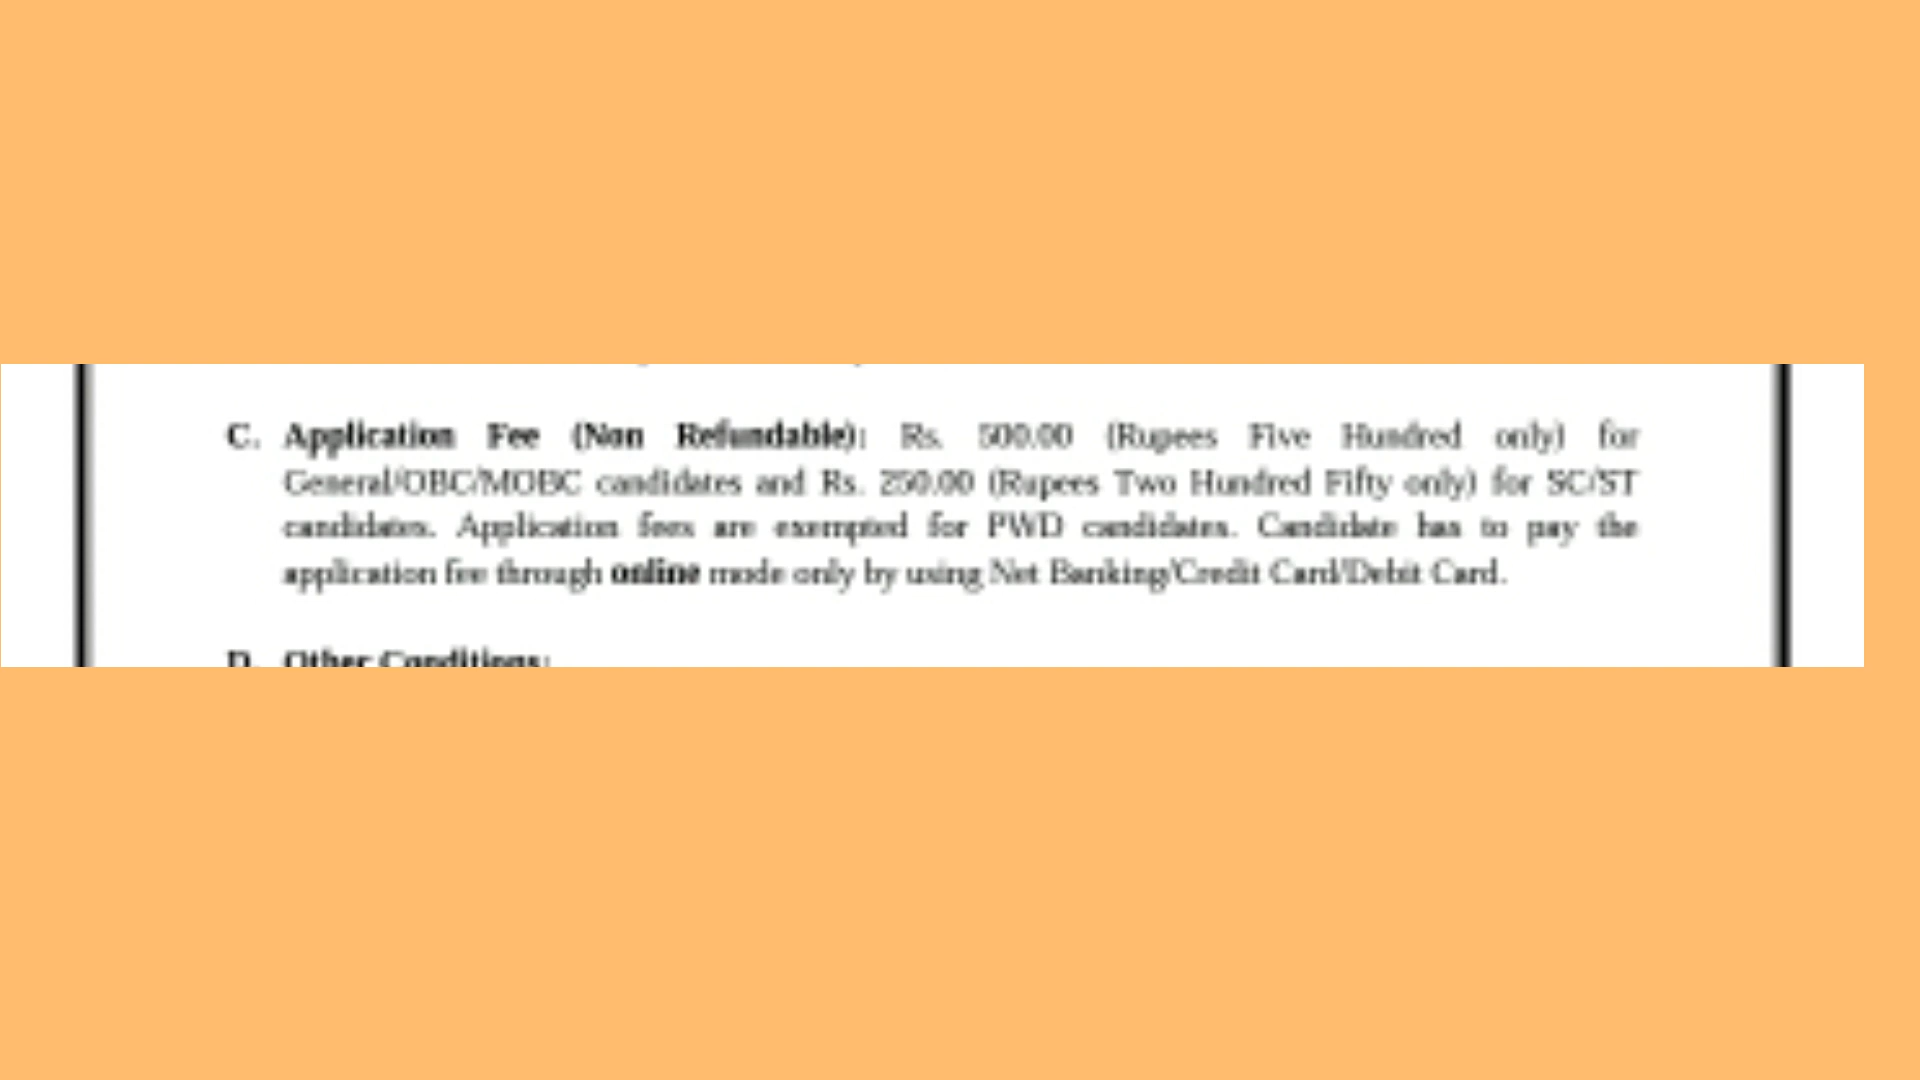 C. Application Fee (Non Refundable): Rs. 500.00 (Rupees Five Hundred only) for
General/OBC/MOBC candidates and Rs. 250.00 (Rupees Two Hundred Fifty only) for SC/ST
candidates. Application fees are exempted for PWD candidates. Candidate has to pay the
application fee through online mode only by using Net Banking/Credit Card/Debit Card.
D. Other Conditions: